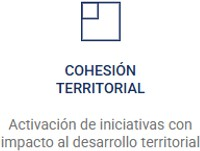 COHESIÓN
TERRITORIAL
Activación de iniciativas con
impacto al desarrollo territorial